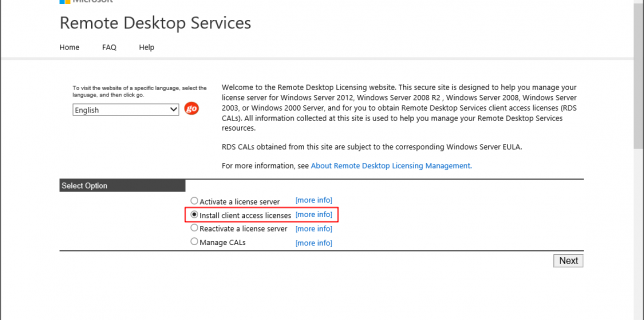 Microsoft
Remote Desktop Services
Home FAQ Help
To visit the website of a specific language, select the
language, and then click go.
English
go
Welcome to the Remote Desktop Licensing website. This secure site is designed to help you manage your
license server for Windows Server 2012, Windows Server 2008 R2 , Windows Server 2008, Windows Server
2003, or Windows 2000 Server, and for you to obtain Remote Desktop Services client access licenses (RDS
CALs). All information collected at this site is used to help you manage your Remote Desktop Services
resources.
RDS CALs obtained from this site are subject to the corresponding Windows Server EULA.
For more information, see About Remote Desktop Licensing Management.
Select Option
Activate a license server [more info]
Install client access licenses [more info]
Reactivate a license server [more info]
Manage CALs [more info]
Next